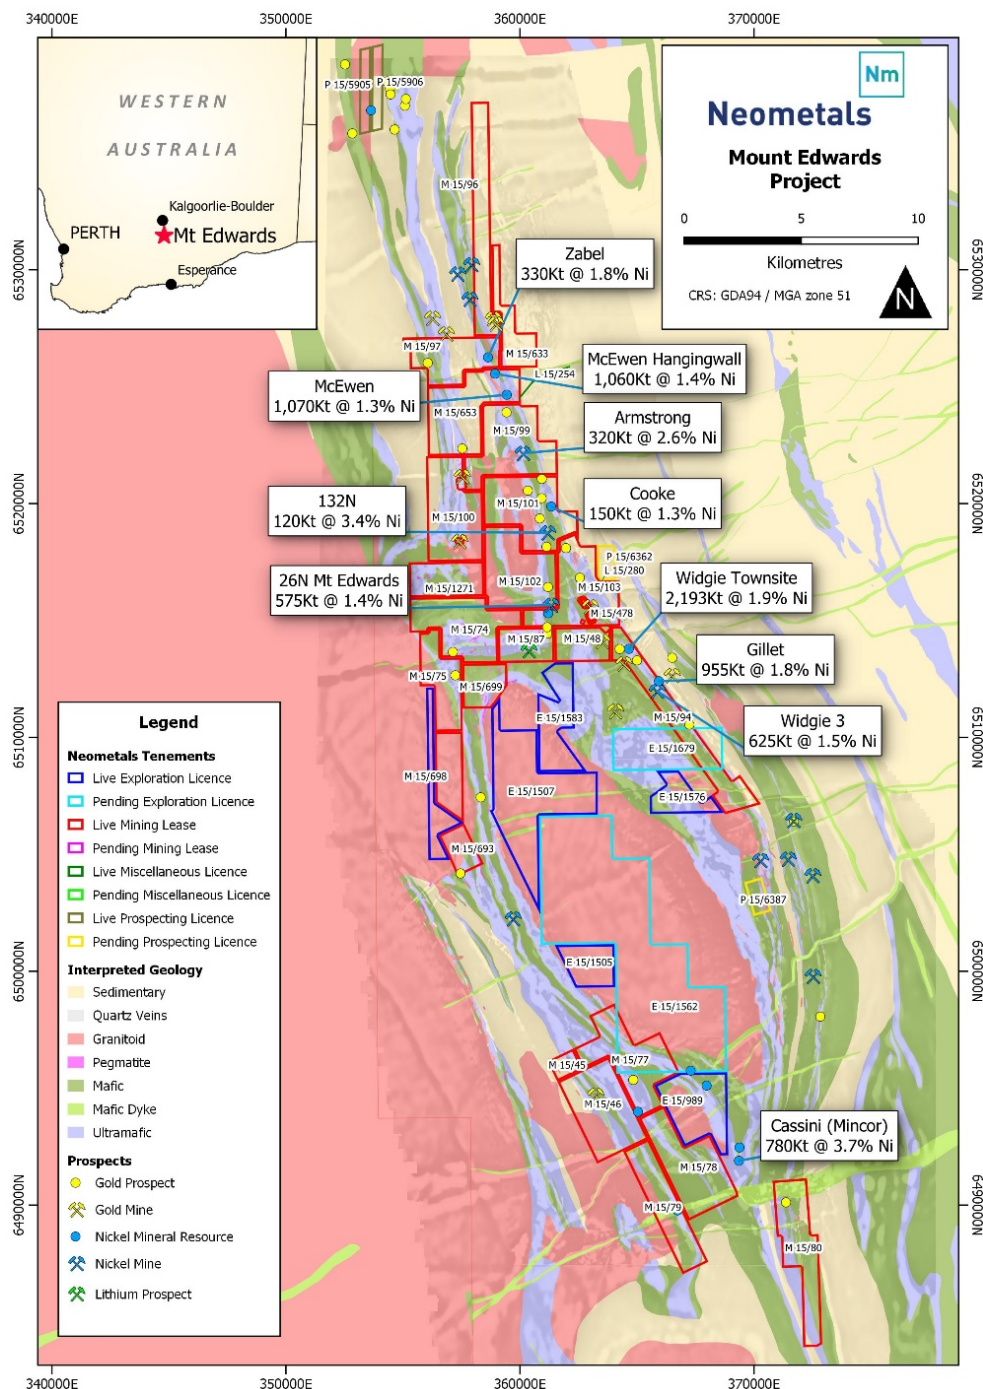 340000E
350000E
360000E
370000E
WESTERN
AUSTRALIA
Kalgoorlie-Boulder
PERTH
Mt Edwards
Esperance
Nm
Neometals
Mount Edwards
Project
0
5
10
Kilometres
CRS: GDA94 / MGA zone 51
N
P 15/5905
P 15/5906
M 15/96
6530000N
6530000N
Zabel
330Kt @ 1.8% Ni
M 15/97
M 15/633
L 15/254
McEwen Hangingwall
1,060Kt @ 1.4% Ni
McEwen
1,070Kt @ 1.3% Ni
M 15/653
M 15/99
Armstrong
320Kt @ 2.6% Ni
6520000N
6520000N
132N
120Kt @ 3.4% Ni
M 15/100
M 15/101
Cooke
150Kt @ 1.3% Ni
P 15/6362
L 15/280
26N Mt Edwards
575Kt @ 1.4% Ni
M 15/1271
M 15/102
M 15/103
M 15/478
Widgie Townsite
2,193Kt @ 1.9% Ni
M 15/74
M 15/87
M 15/48
Gillet
955Kt @ 1.8% Ni
M 15/75
M 15/699
E 15/1583
M 15/94
Widgie 3
625Kt @ 1.5% Ni
6510000N
6510000N
E 15/1679
M 15/698
E 15/1507
E 15/1576
M 15/693
P 15/6387
Legend
Neometals Tenements
Live Exploration Licence
Pending Exploration Licence
Live Mining Lease
Pending Mining Lease
Live Miscellaneous Licence
Pending Miscellaneous Licence
Live Prospecting Licence
Pending Prospecting Licence
Interpreted Geology
Sedimentary
Quartz Veins
Granitoid
Pegmatite
Mafic
Mafic Dyke
Ultramafic
Prospects
Gold Prospect
Gold Mine
Nickel Mineral Resource
Nickel Mine
Lithium Prospect
6500000N
6500000N
E 15/1505
E 15/1562
M 15/45
M 15/77
M 15/46
E 15/989
Cassini (Mincor)
780Kt @ 3.7% Ni
M 15/78
M 15/79
M 15/80
6490000N
6490000N
340000E
350000E
360000E
370000E